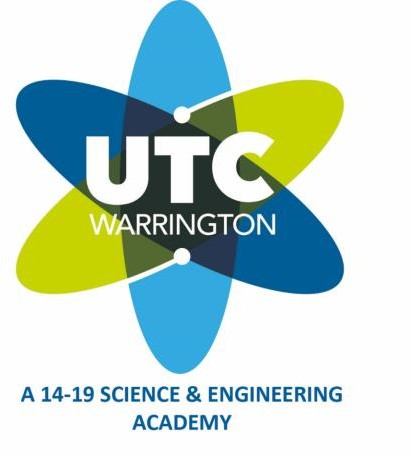 UTC
WARRINGTON
A 14-19 SCIENCE & ENGINEERING
ACADEMY